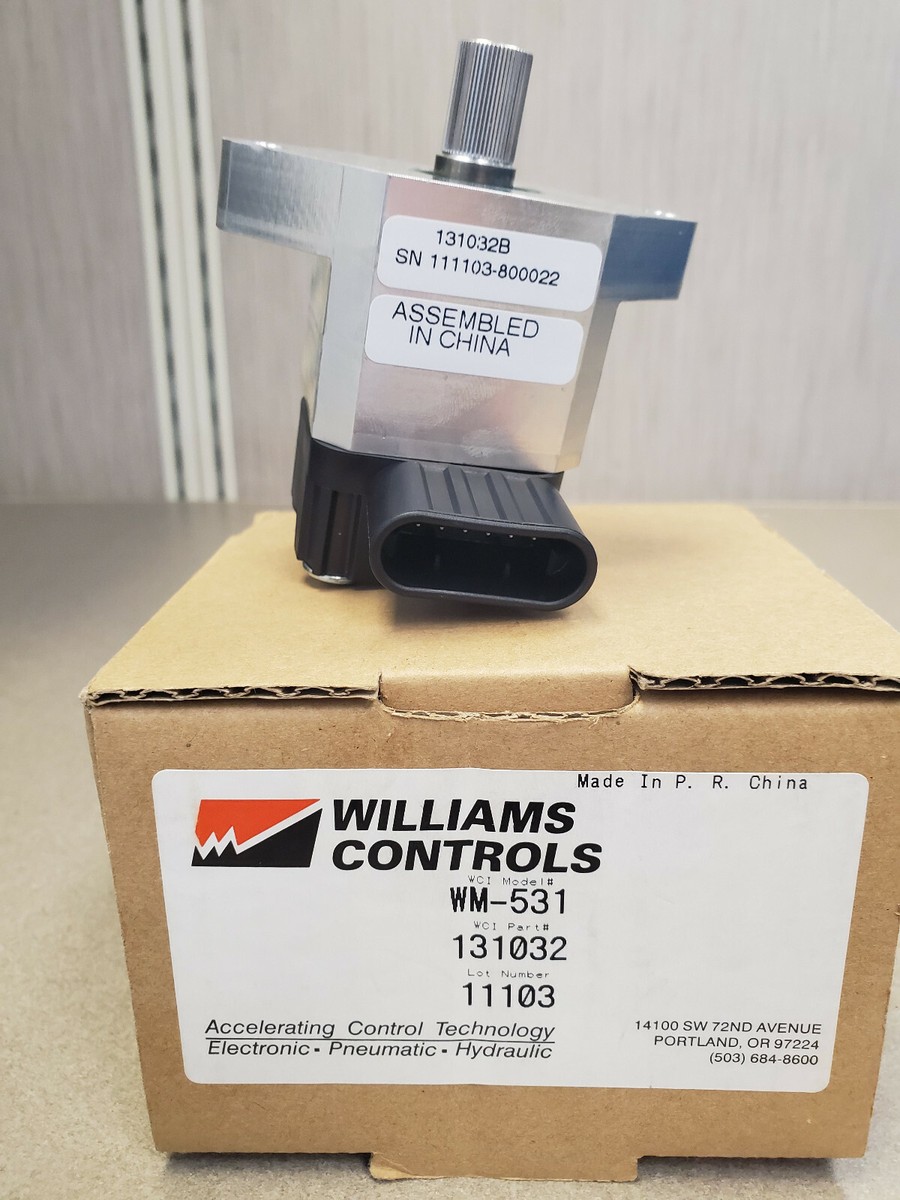 131032B
SN 111103-800022
ASSEMBLED
IN CHINA
Made In P. R. China
WILLIAMS
CONTROLS
WCI Model#
WM-531
WCI Part#
131032
Lot Number
11103
Accelerating Control Technology
Electronic - Pneumatic - Hydraulic
14100 SW 72ND AVENUE
PORTLAND, OR 97224
(503) 684-8600